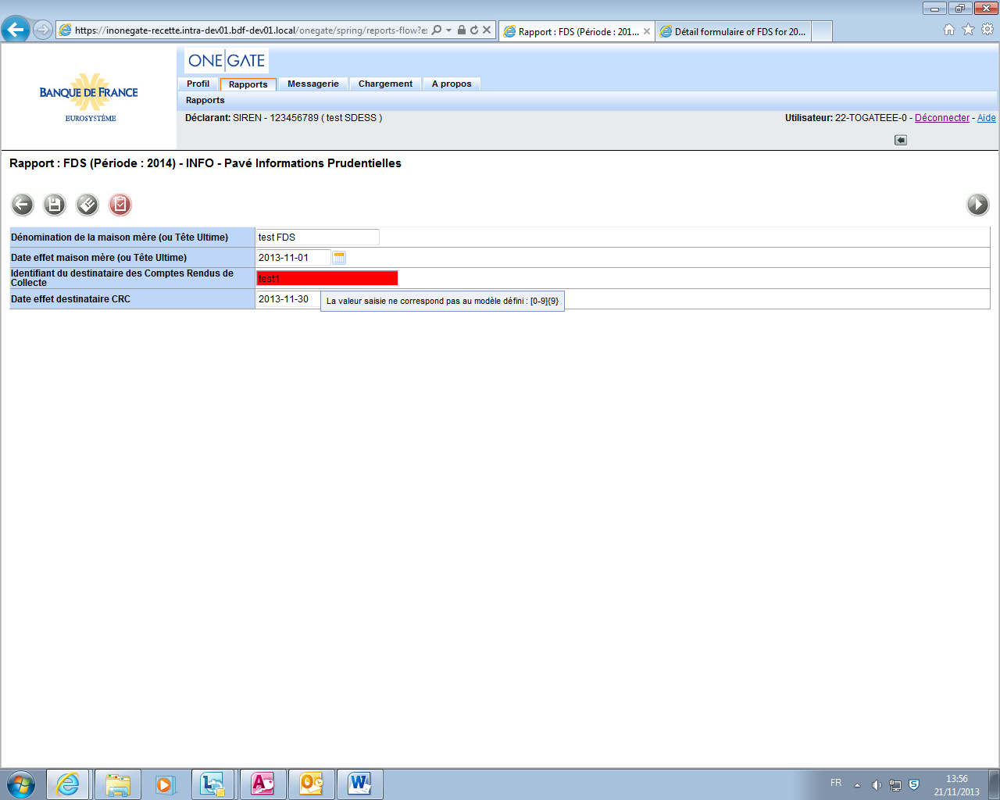 https://inonegate-recette.intra-dev01.bdf-dev01.local/onegate/spring/reports-flow?e
Rapport : FDS (Période : 201...
Détail formulaire of FDS for 20...
ONE GATE
BANQUE DE FRANCE
EUROSYSTÈME
Profil
Rapports
Messagerie
Chargement
A propos
Rapports
Déclarant: SIREN - 123456789 ( test SDESS )
Utilisateur: 22-TOGATEEE-0 - Déconnecter - Aide
Rapport : FDS (Période : 2014) - INFO - Pavé Informations Prudentielles
Dénomination de la maison mère (ou Tête Ultime)
test FDS
Date effet maison mère (ou Tête Ultime)
2013-11-01
Identifiant du destinataire des Comptes Rendus de
Collecte
test1
Date effet destinataire CRC
2013-11-30
La valeur saisie ne correspond pas au modèle défini : [0-9]{9}
FR
13:56
21/11/2013